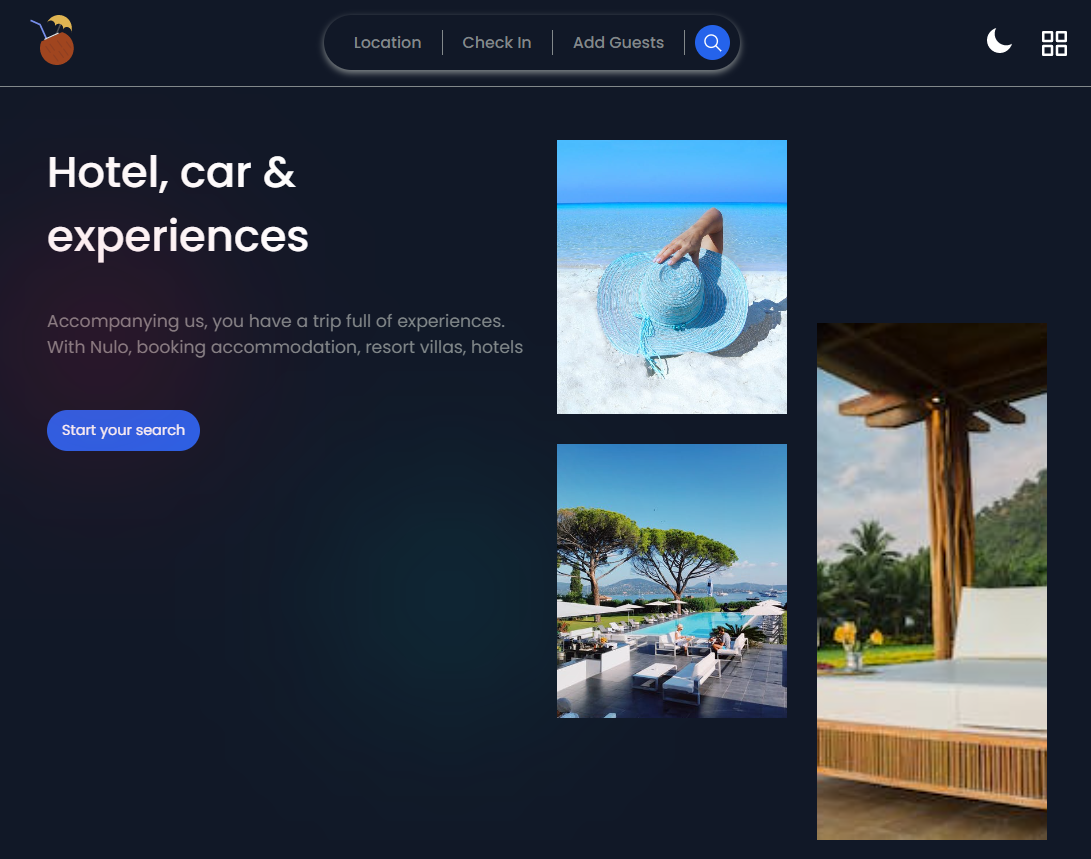 Location
Check In
Add Guests
Hotel, car &
experiences
Accompanying us, you have a trip full of experiences.
With Nulo, booking accommodation, resort villas, hotels
Start your search